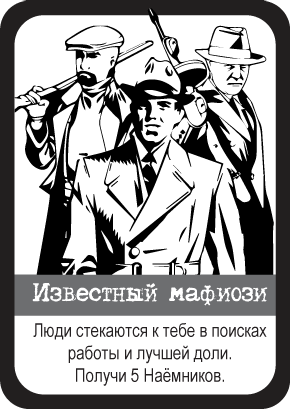 Известный мафиози
Люди стекаются к тебе в поисках
работы и лучшей доли.
Получи 5 Наёмников.